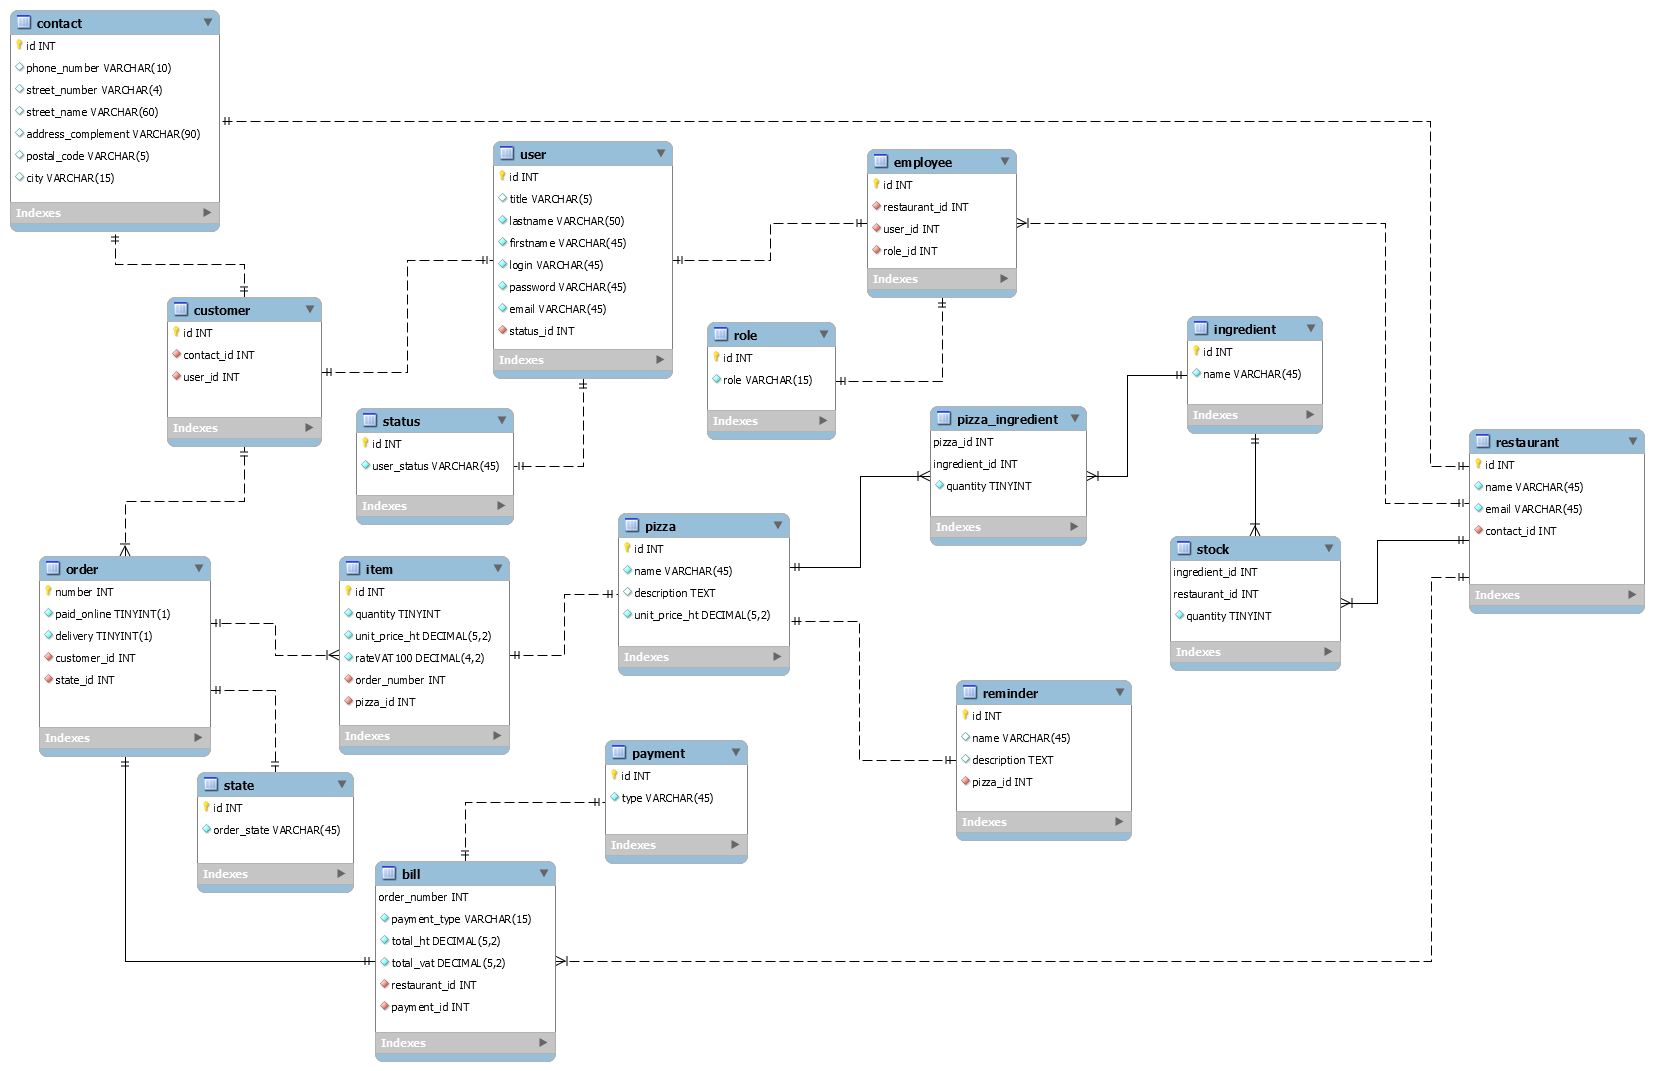 contact
id INT
phone_number VARCHAR(10)
street_number VARCHAR(4)
street_name VARCHAR(60)
address_complement VARCHAR(90)
postal_code VARCHAR(5)
city VARCHAR(15)
Indexes
user
id INT
title VARCHAR(5)
lastname VARCHAR(50)
firstname VARCHAR(45)
login VARCHAR(45)
password VARCHAR(45)
email VARCHAR(45)
status_id INT
Indexes
employee
id INT
restaurant_id INT
user_id INT
role_id INT
Indexes
customer
id INT
contact_id INT
user_id INT
Indexes
role
id INT
role VARCHAR(15)
Indexes
ingredient
id INT
name VARCHAR(45)
Indexes
status
id INT
user_status VARCHAR(45)
Indexes
pizza_ingredient
pizza_id INT
ingredient_id INT
quantity TINYINT
Indexes
restaurant
id INT
name VARCHAR(45)
email VARCHAR(45)
contact_id INT
Indexes
order
number INT
paid_online TINYINT(1)
delivery TINYINT(1)
customer_id INT
state_id INT
Indexes
item
id INT
quantity TINYINT
unit_price_ht DECIMAL(5,2)
rateVAT100 DECIMAL(4,2)
order_number INT
pizza_id INT
Indexes
pizza
id INT
name VARCHAR(45)
description TEXT
unit_price_ht DECIMAL(5,2)
Indexes
stock
ingredient_id INT
restaurant_id INT
quantity TINYINT
Indexes
reminder
id INT
name VARCHAR(45)
description TEXT
pizza_id INT
Indexes
state
id INT
order_state VARCHAR(45)
Indexes
payment
id INT
type VARCHAR(45)
Indexes
bill
order_number INT
payment_type VARCHAR(15)
total_ht DECIMAL(5,2)
total_vat DECIMAL(5,2)
restaurant_id INT
payment_id INT
Indexes